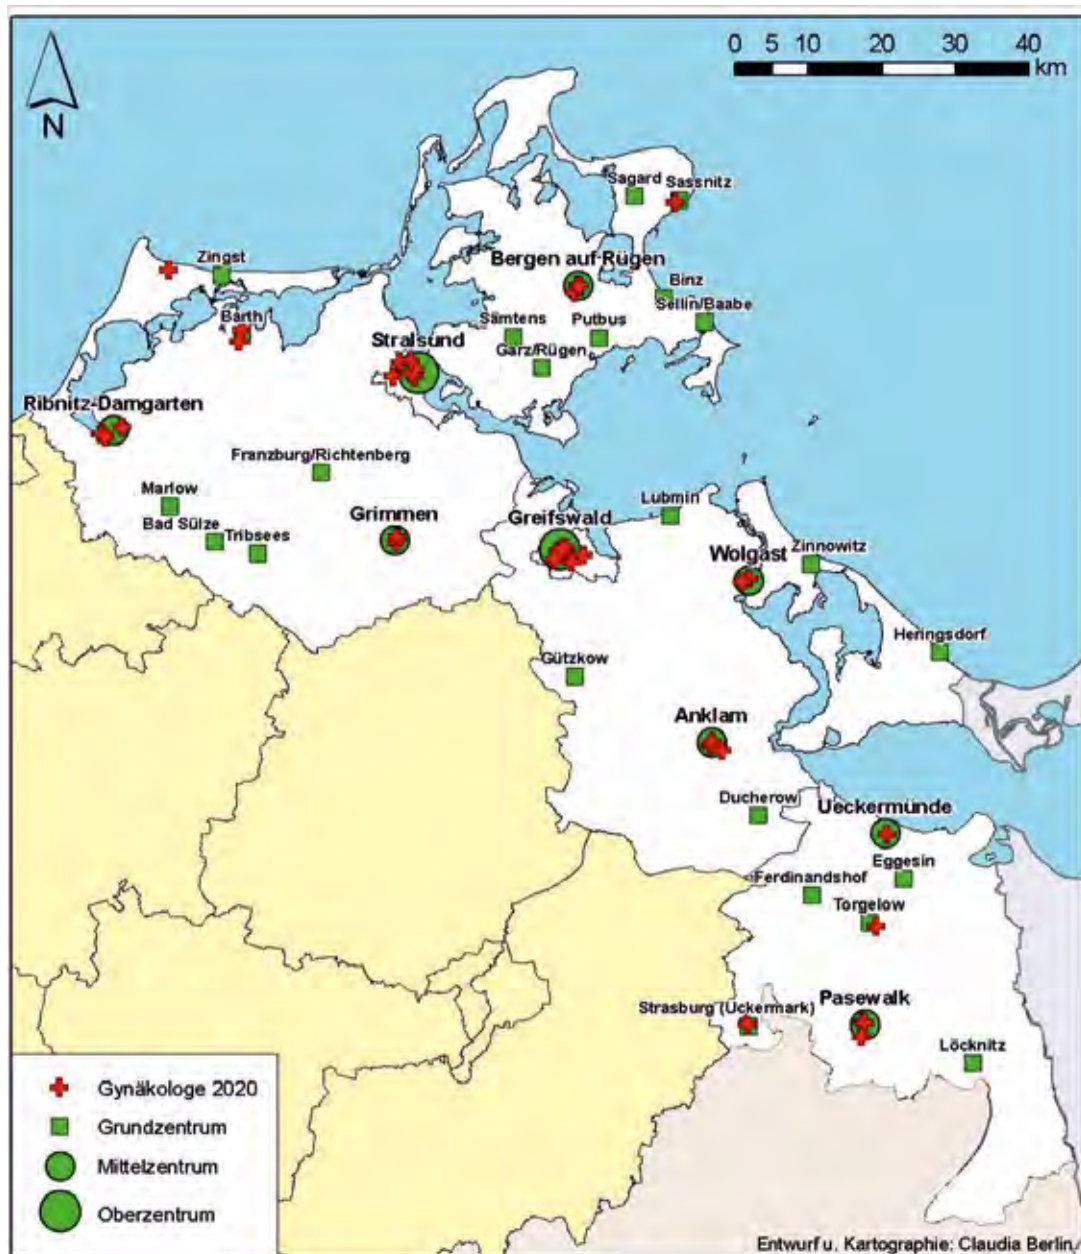 0 5 10 20 30 40
km
N
Sagard
Sassnitz
Zingst
Bergen auf Rügen
Binz
Sellin/Baabe
Barth
Samtens
Putbus
Stralsund
Garz/Rügen
Ribnitz-Damgarten
Franzburg/Richtenberg
Marlow
Lubmin
Bad Sülze
Grimmen
Greifswald
Tribsees
Wolgast
Zinnowitz
Heringsdorf
Gützkow
Anklam
Ducherow
Ueckermünde
Eggesin
Ferdinandshof
Torgelow
Strasburg (Uckermark)
Pasewalk
Löcknitz
Gynäkologe 2020
Grundzentrum
Mittelzentrum
Oberzentrum
Entwurf u. Kartographie: Claudia Berlin